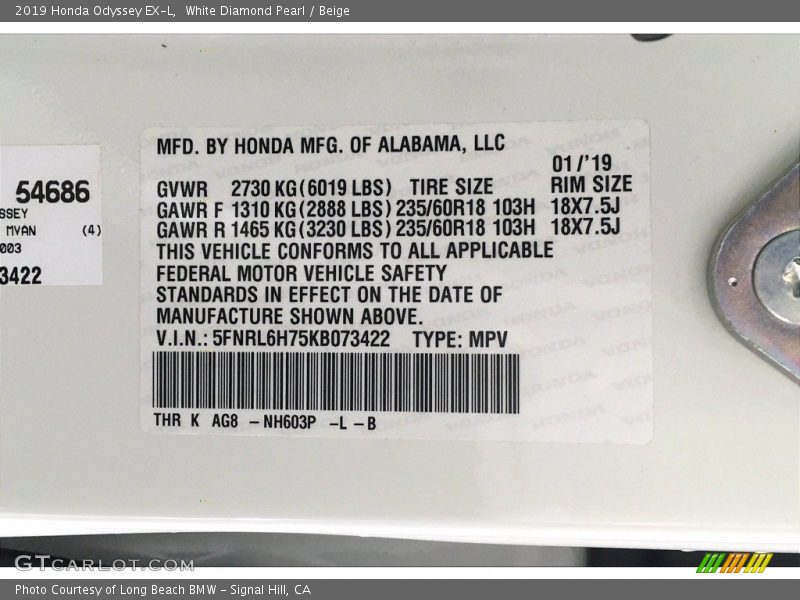 2019 Honda Odyssey EX-L,  White Diamond Pearl / Beige
MFD. BY HONDA MFG. OF ALABAMA, LLC
01/'19
GVWR 2730 KG(6019 LBS) TIRE SIZE RIM SIZE
GAWR F 1310 KG(2888 LBS) 235/60R18 103H 18X7.5J
GAWR R 1465 KG(3230 LBS) 235/60R18 103H 18X7.5J
THIS VEHICLE CONFORMS TO ALL APPLICABLE
FEDERAL MOTOR VEHICLE SAFETY
STANDARDS IN EFFECT ON THE DATE OF
MANUFACTURE SHOWN ABOVE.
V.I.N.: 5FNRL6H75KB073422 TYPE: MPV
THR K AG8 -NH603P -L -B
54686
SSEY
MVAN (4)
003
3422
GTCARLOT.COM
Photo Courtesy of Long Beach BMW - Signal Hill, CA